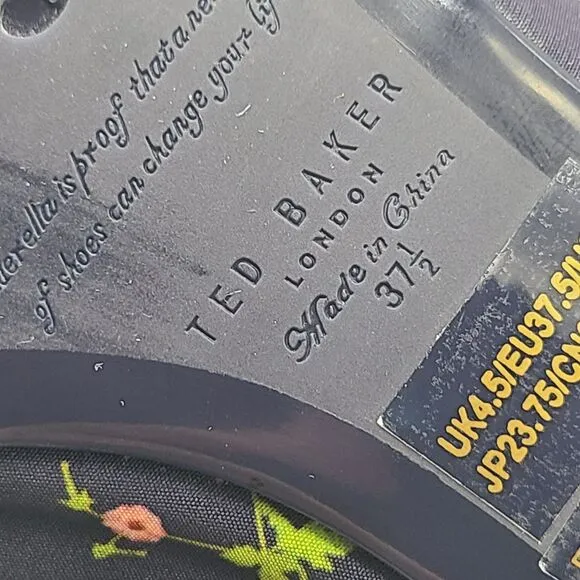 is proof that a
of shoes can change your
TED BAKER
LONDON
Made in China
37½
UK4.5/EU37.5/
JP23.75/CN